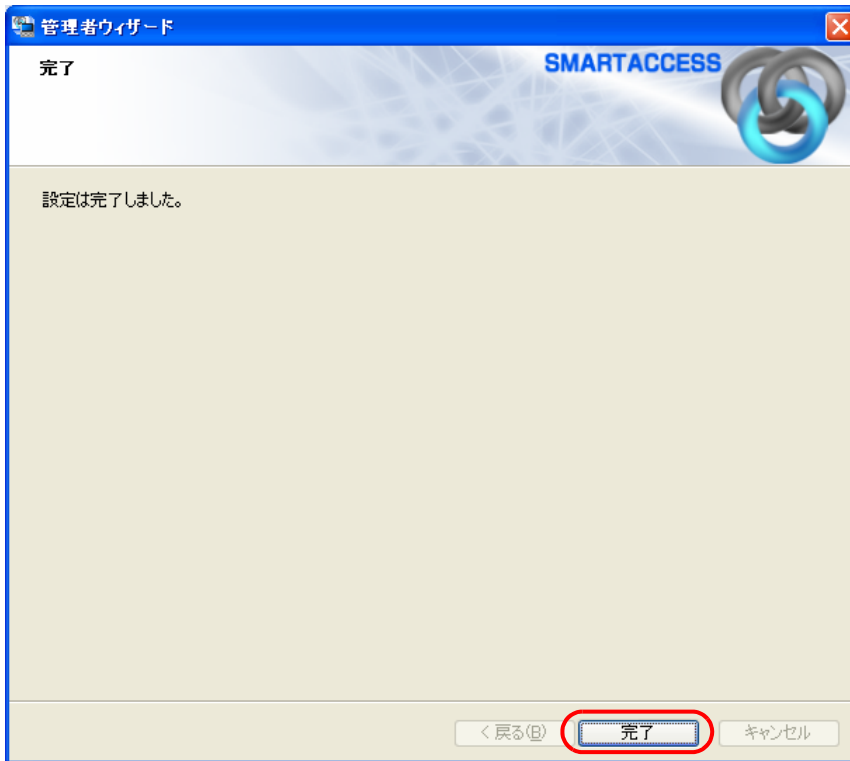 管理者ウィザード
完了
SMARTACCESS
設定は完了しました。
< 戻る(B)
完了
キャンセル